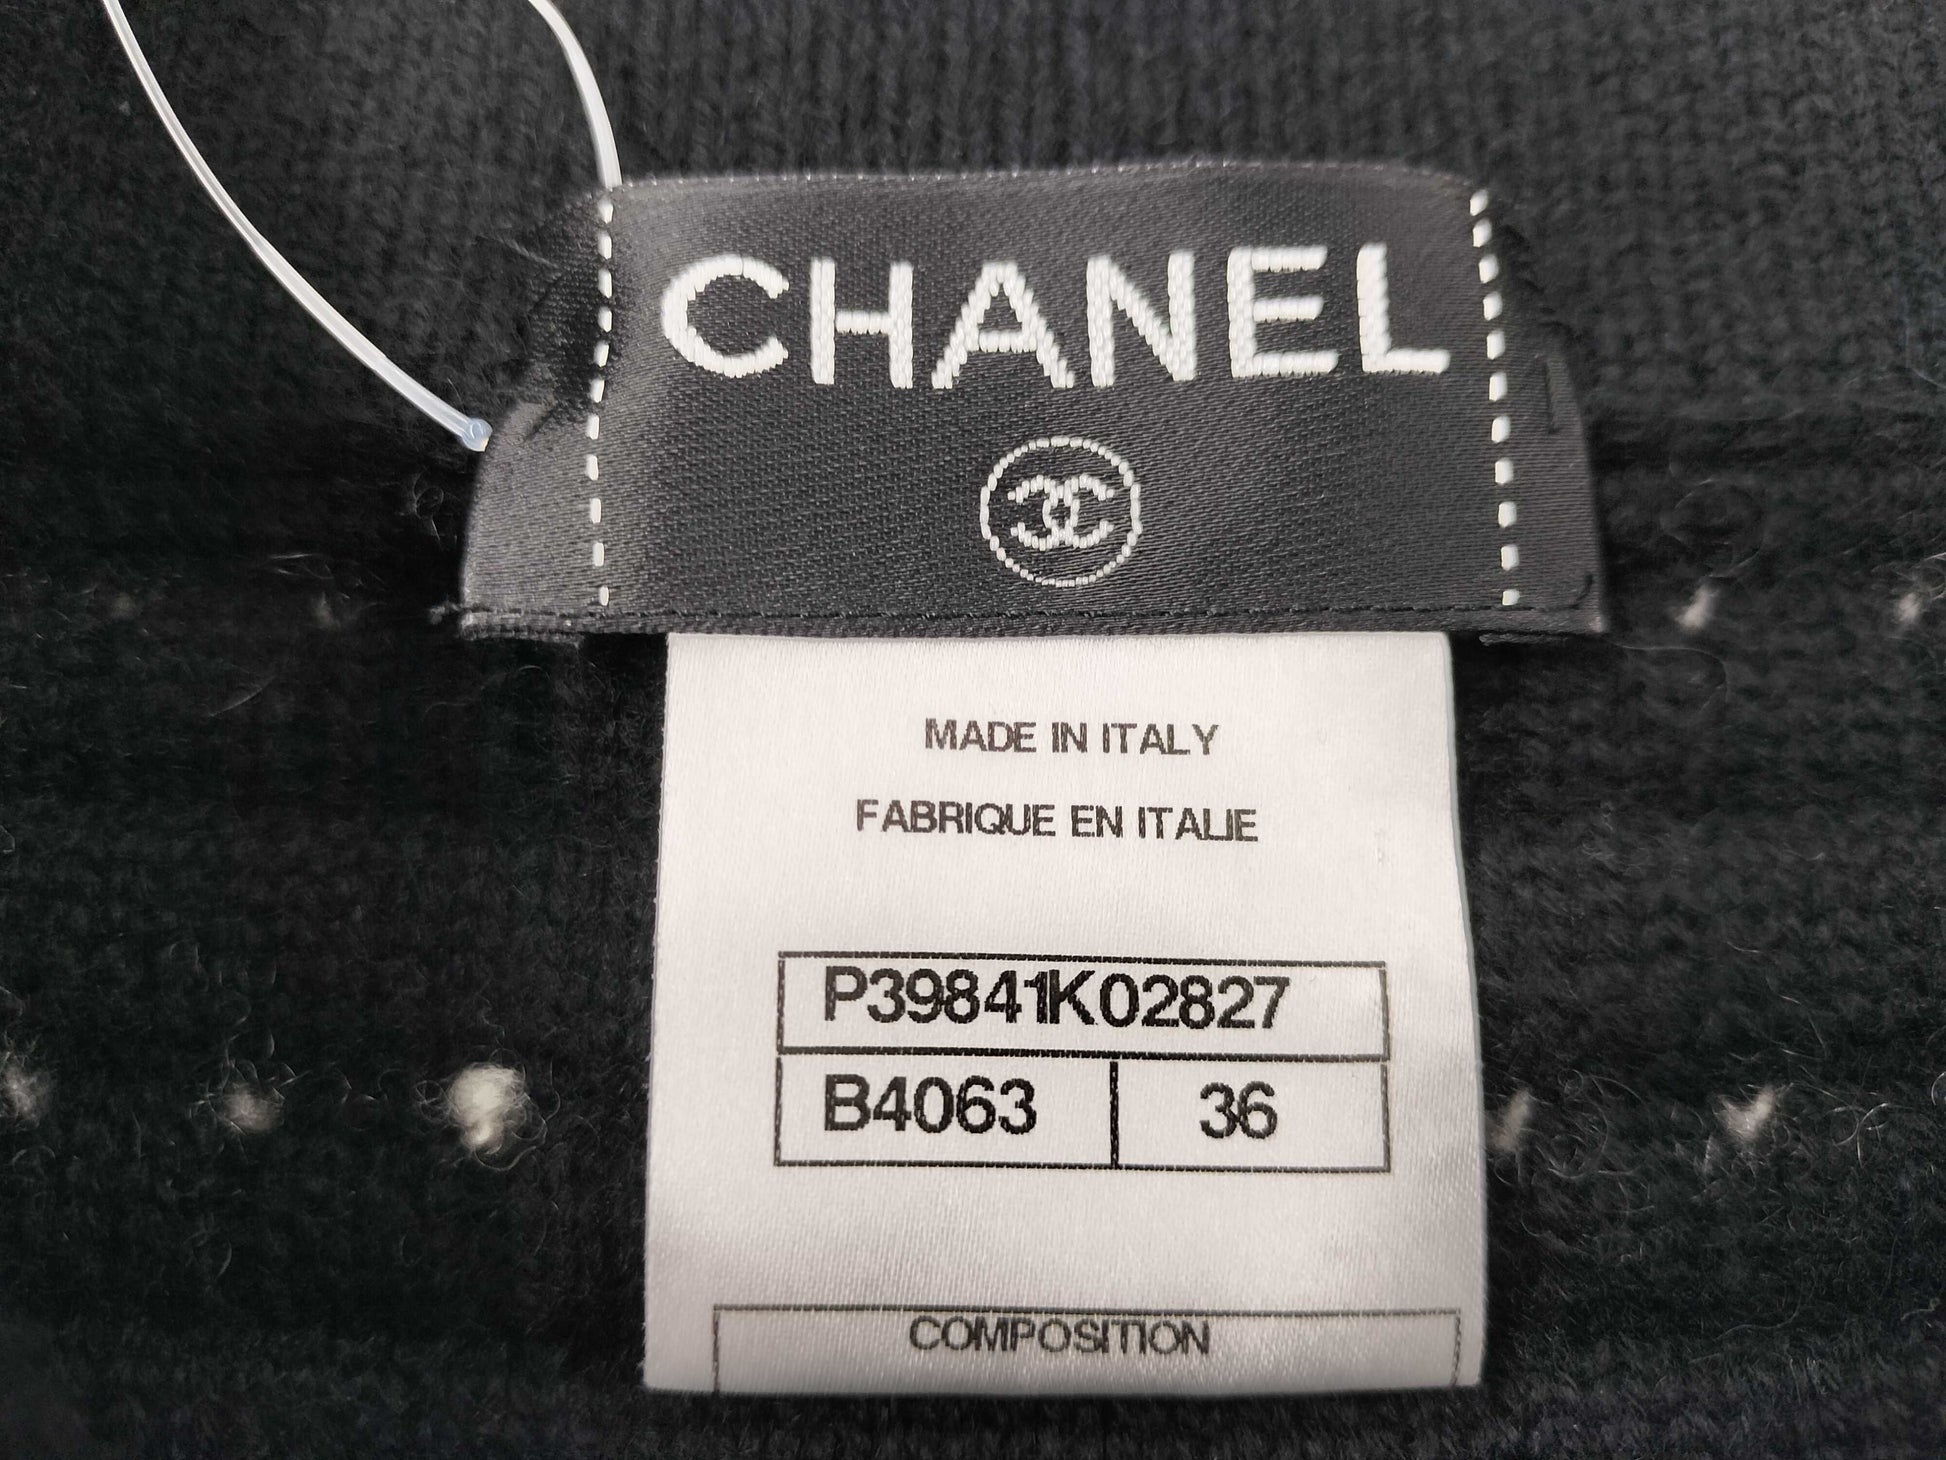 CHANEL
MADE IN ITALY
FABRIQUE EN ITALIE
P39841K02827
B4063 36
COMPOSITION